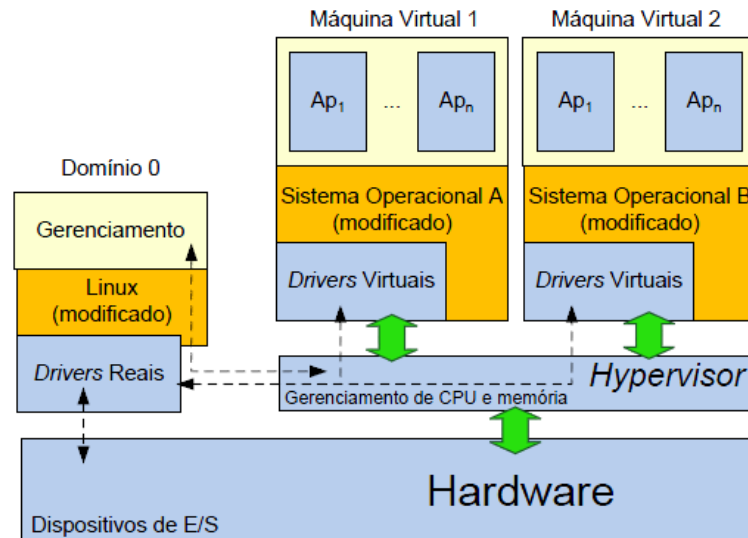 Máquina Virtual 1
Máquina Virtual 2
Ap1 ... Apn
Ap1 ... Apn
Domínio 0
Gerenciamento
Linux
(modificado)
Drivers Reais
Sistema Operacional A
(modificado)
Drivers Virtuais
Sistema Operacional B
(modificado)
Drivers Virtuais
Hypervisor
Gerenciamento de CPU e memória
Hardware
Dispositivos de E/S